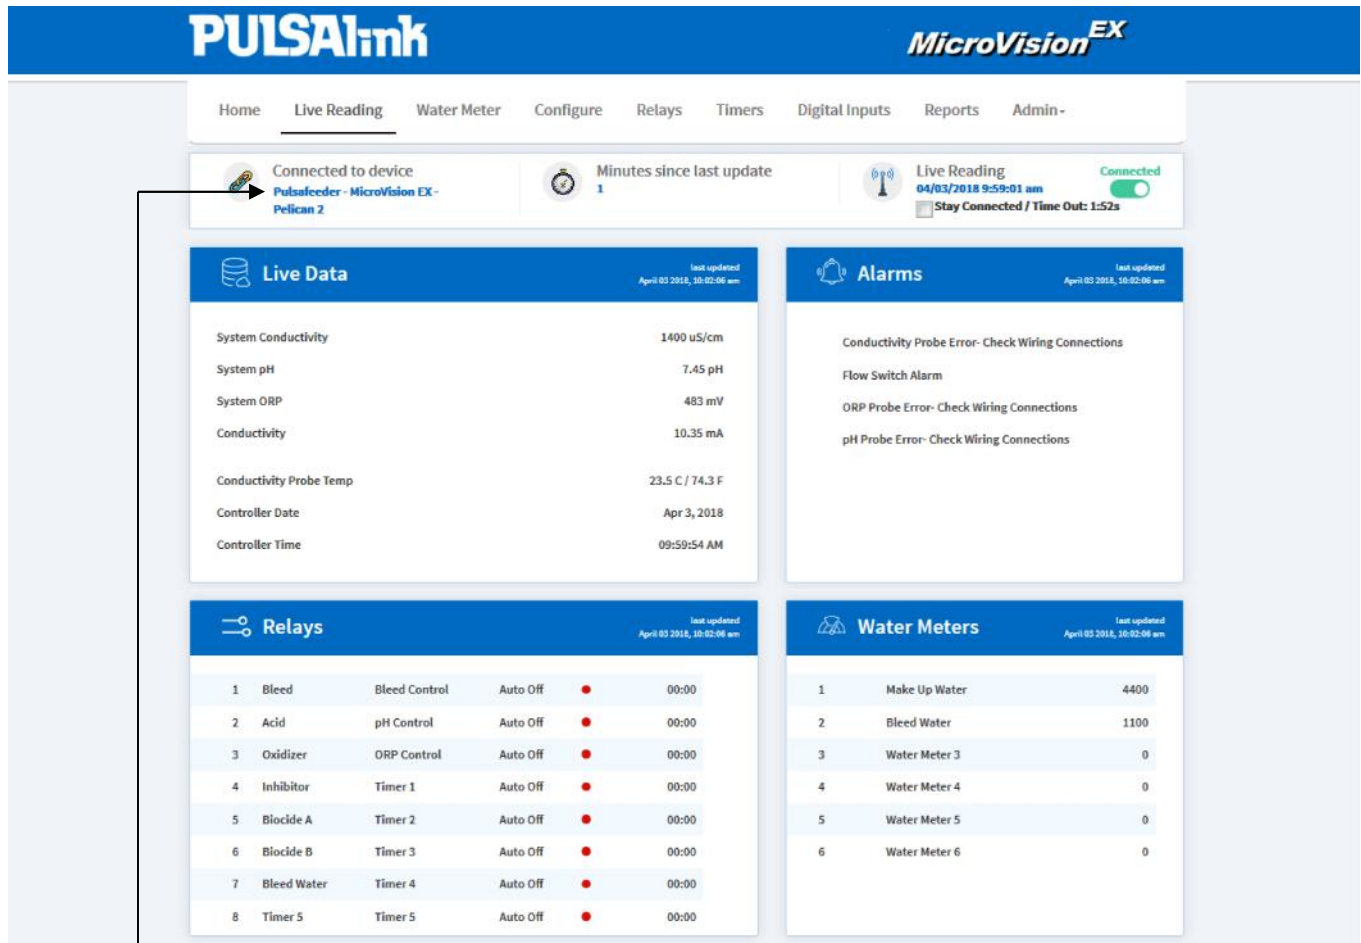 PULSAlink
MicroVision EX
Home Live Reading Water Meter Configure Relays Timers Digital Inputs Reports Admin
Connected to device
Pulsafeeder - MicroVision EX -
Pelican 2
Minutes since last update
1
Live Reading
04/03/2018 9:59:01 am
Stay Connected / Time Out: 1:52s
Connected
Live Data
last updated
April 03 2018, 10:02:06 am
System Conductivity 1400 uS/cm
System pH 7.45 pH
System ORP 483 mV
Conductivity 10.35 mA
Conductivity Probe Temp 23.5 C / 74.3 F
Controller Date Apr 3, 2018
Controller Time 09:59:54 AM
Alarms
last updated
April 03 2018, 10:02:06 am
Conductivity Probe Error- Check Wiring Connections
Flow Switch Alarm
ORP Probe Error- Check Wiring Connections
pH Probe Error- Check Wiring Connections
Relays
last updated
April 03 2018, 10:02:06 am
1 Bleed Bleed Control Auto Off 00:00
2 Acid pH Control Auto Off 00:00
3 Oxidizer ORP Control Auto Off 00:00
4 Inhibitor Timer 1 Auto Off 00:00
5 Biocide A Timer 2 Auto Off 00:00
6 Biocide B Timer 3 Auto Off 00:00
7 Bleed Water Timer 4 Auto Off 00:00
8 Timer 5 Timer 5 Auto Off 00:00
Water Meters
last updated
April 03 2018, 10:02:06 am
1 Make Up Water 4400
2 Bleed Water 1100
3 Water Meter 3 0
4 Water Meter 4 0
5 Water Meter 5 0
6 Water Meter 6 0